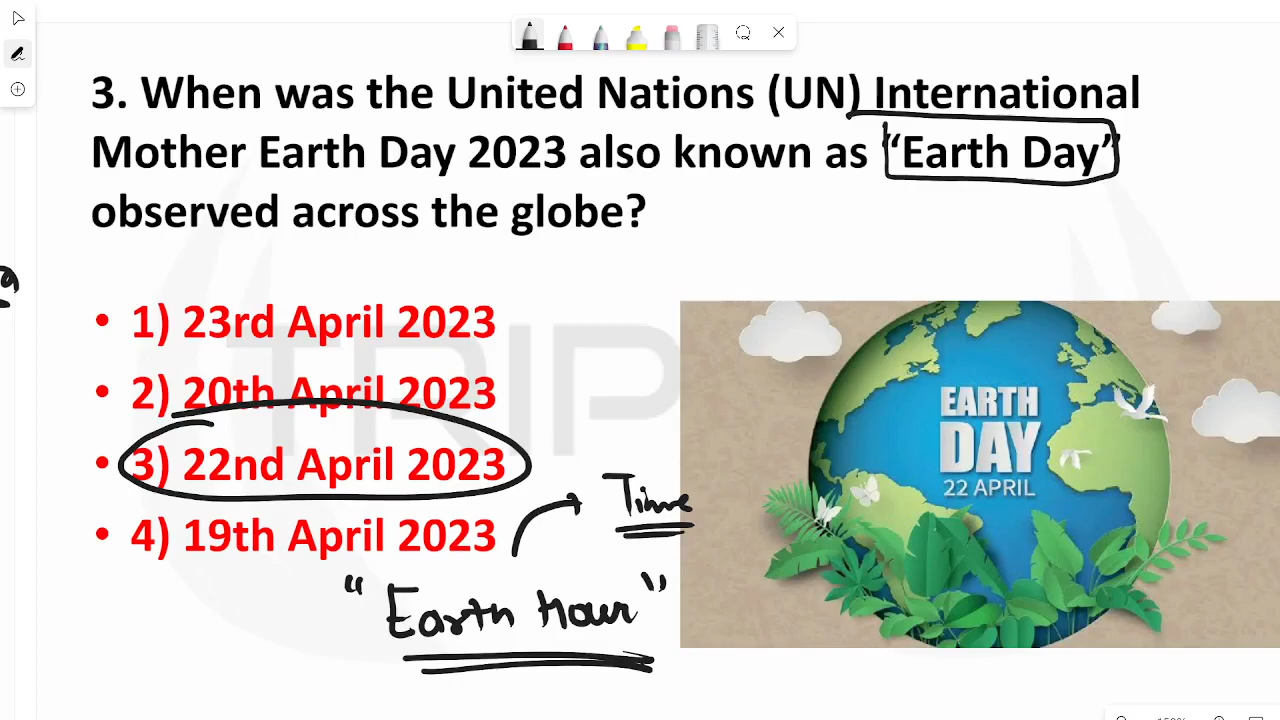 3. When was the United Nations (UN) International
Mother Earth Day 2023 also known as “Earth Day”
observed across the globe?
• 1) 23rd April 2023
• 2) 20th April 2023
• 3) 22nd April 2023
• 4) 19th April 2023
Time
“Earth Hour”
EARTH
DAY
22 APRIL
TRIP